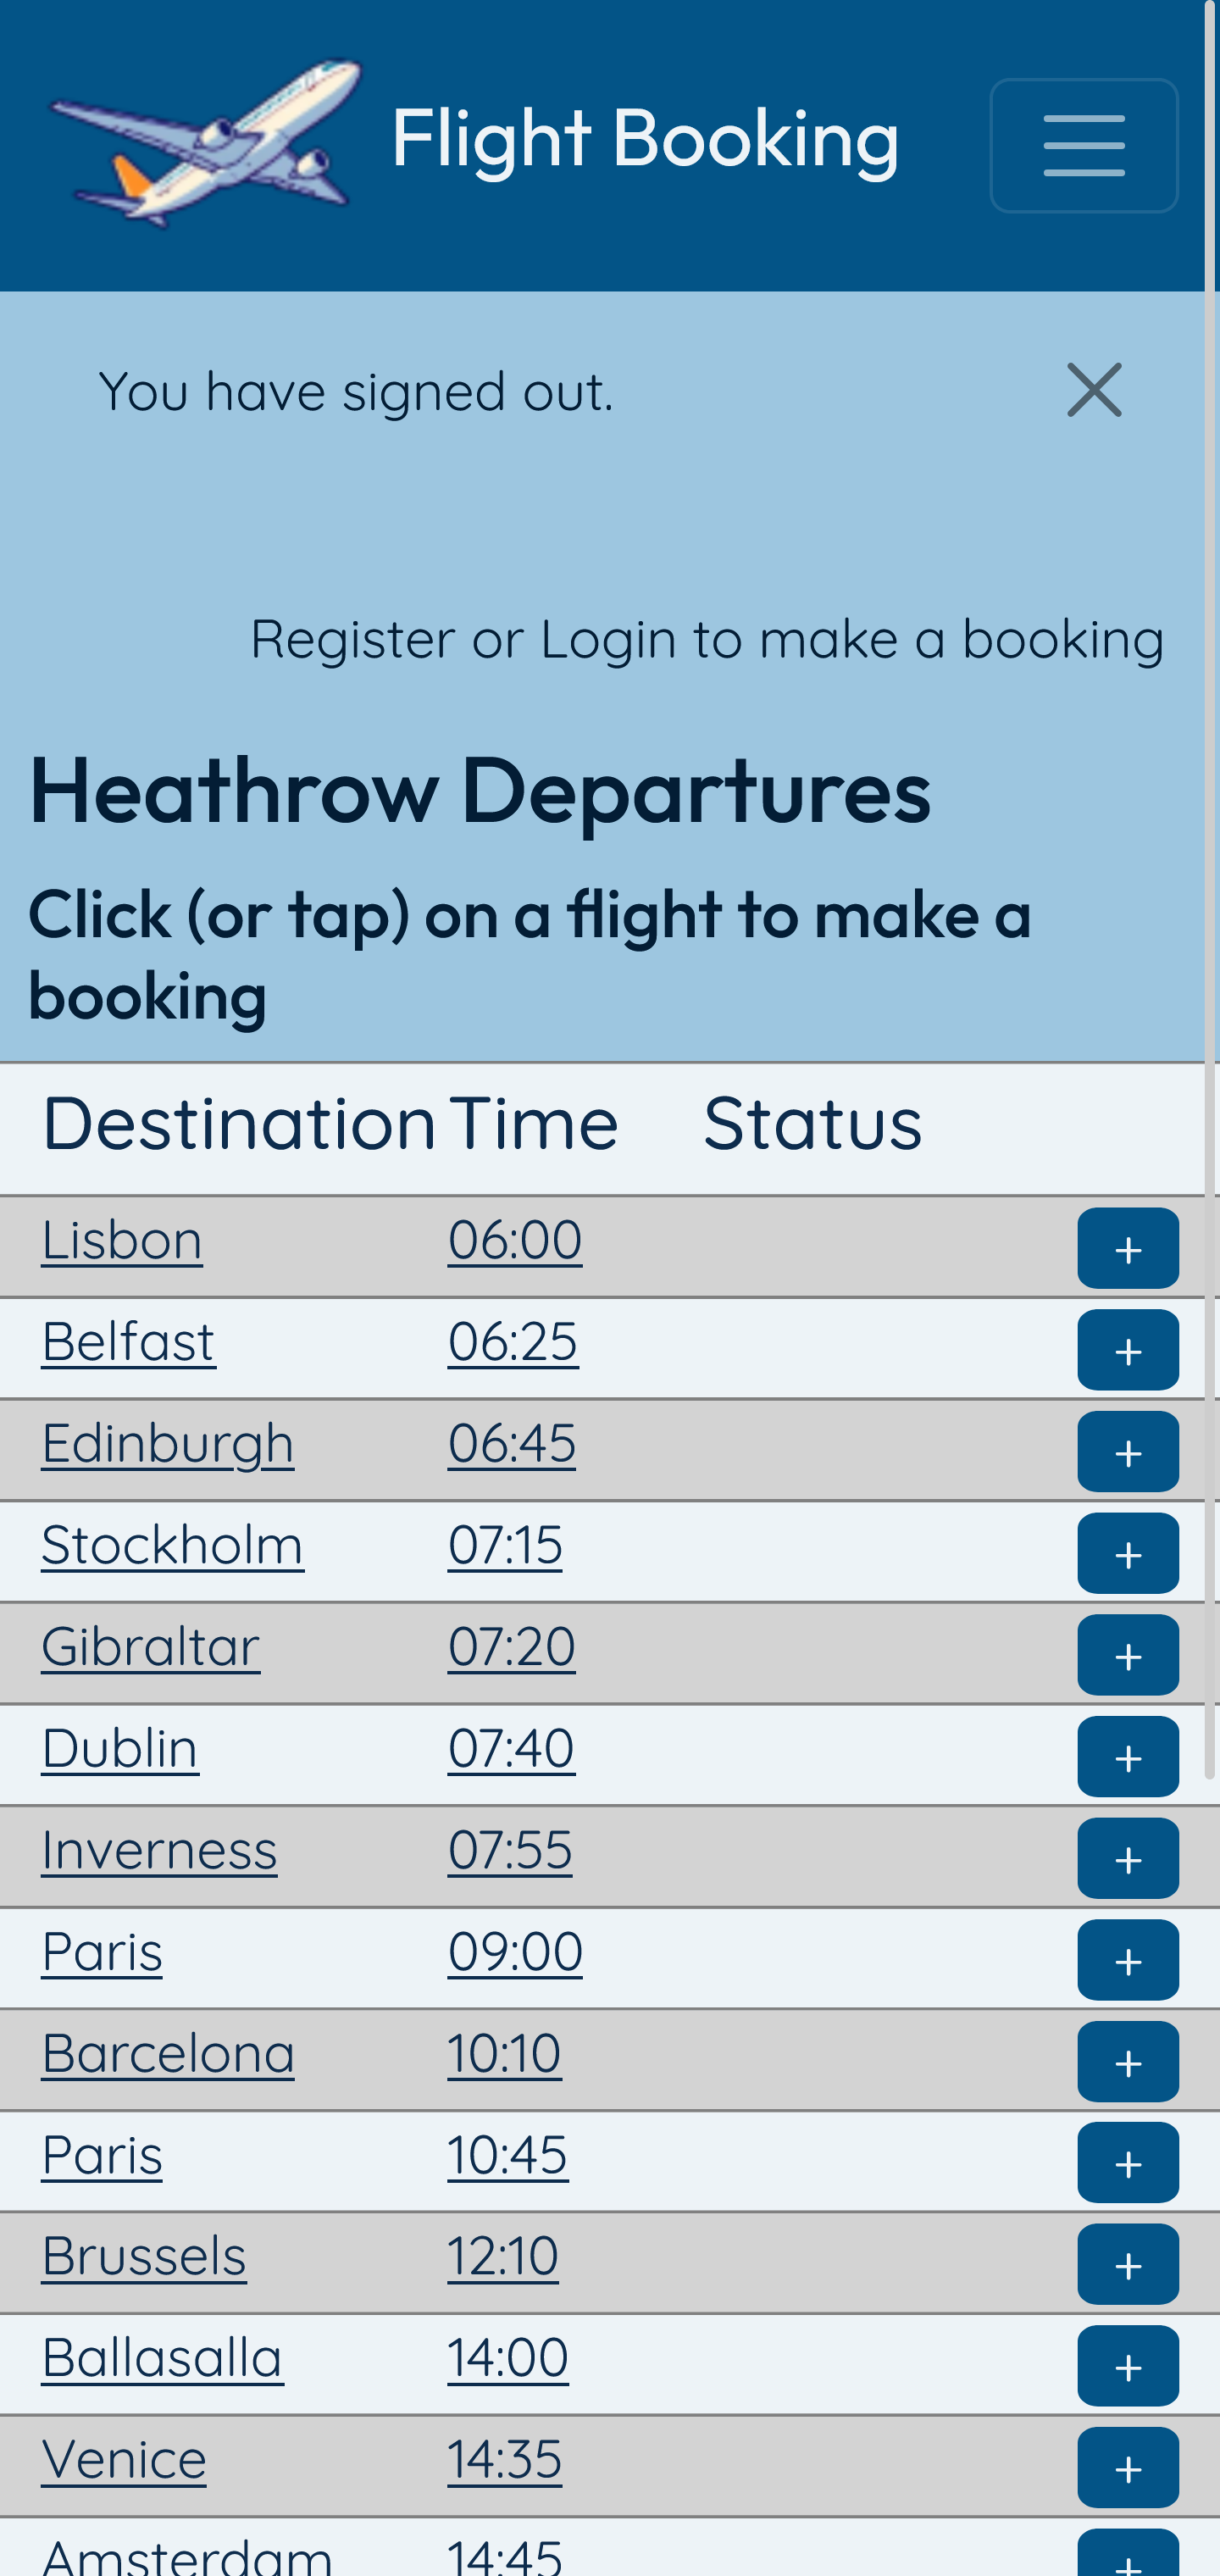 Flight Booking
You have signed out.
Register or Login to make a booking
Heathrow Departures
Click (or tap) on a flight to make a
booking
Destination Time Status
Lisbon 06:00 +
Belfast 06:25 +
Edinburgh 06:45 +
Stockholm 07:15 +
Gibraltar 07:20 +
Dublin 07:40 +
Inverness 07:55 +
Paris 09:00 +
Barcelona 10:10 +
Paris 10:45 +
Brussels 12:10 +
Ballasalla 14:00 +
Venice 14:35 +
Amsterdam 14:45 +